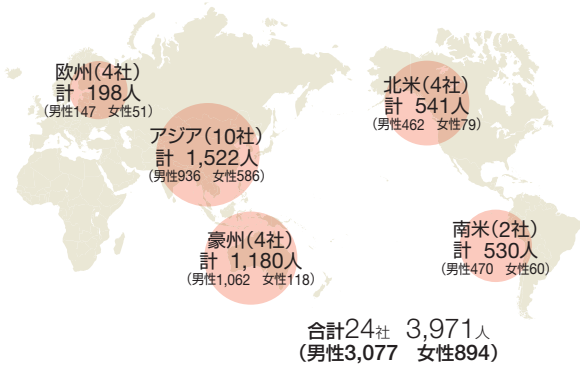 欧州（4社）
計 198人
（男性147 女性51）
アジア（10社）
計 1,522人
（男性936 女性586）
豪州（4社）
計 1,180人
（男性1,062 女性118）
北米（4社）
計 541人
（男性462 女性79）
南米（2社）
計 530人
（男性470 女性60）
合計24社 3,971人
（男性3,077 女性894）